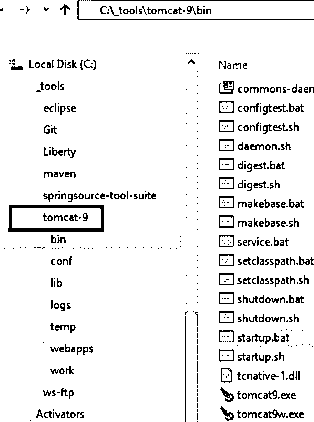 C:\_tools\tomcat-9\bin
Local Disk (C:)
_tools
eclipse
Git
Liberty
maven
springsource-tool-suite
tomcat-9
bin
conf
lib
logs
temp
webapps
work
ws-ftp
Activators
Name
commons-daem
configtest.bat
configtest.sh
daemon.sh
digest.bat
digest.sh
makebase.bat
makebase.sh
service.bat
setclasspath.bat
setclasspath.sh
shutdown.bat
shutdown.sh
startup.bat
startup.sh
tcnative-1.dll
tomcat9.exe
tomcat9w.exe